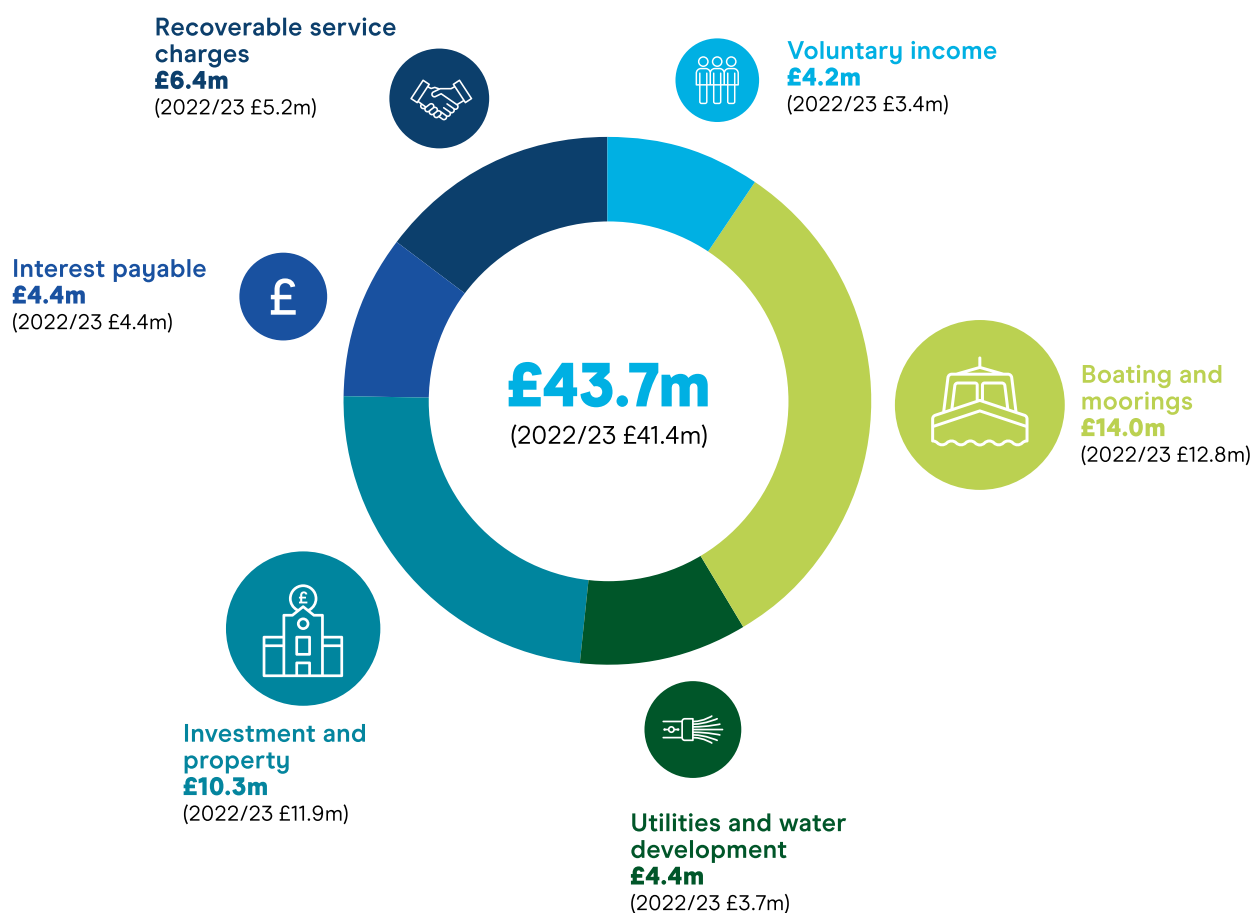 Recoverable service
charges
£6.4m
(2022/23 £5.2m)
Voluntary income
£4.2m
(2022/23 £3.4m)
Interest payable
£4.4m
(2022/23 £4.4m)
£
£43.7m
(2022/23 £41.4m)
Boating and
moorings
£14.0m
(2022/23 £12.8m)
£
Investment and
property
£10.3m
(2022/23 £11.9m)
Utilities and water
development
£4.4m
(2022/23 £3.7m)